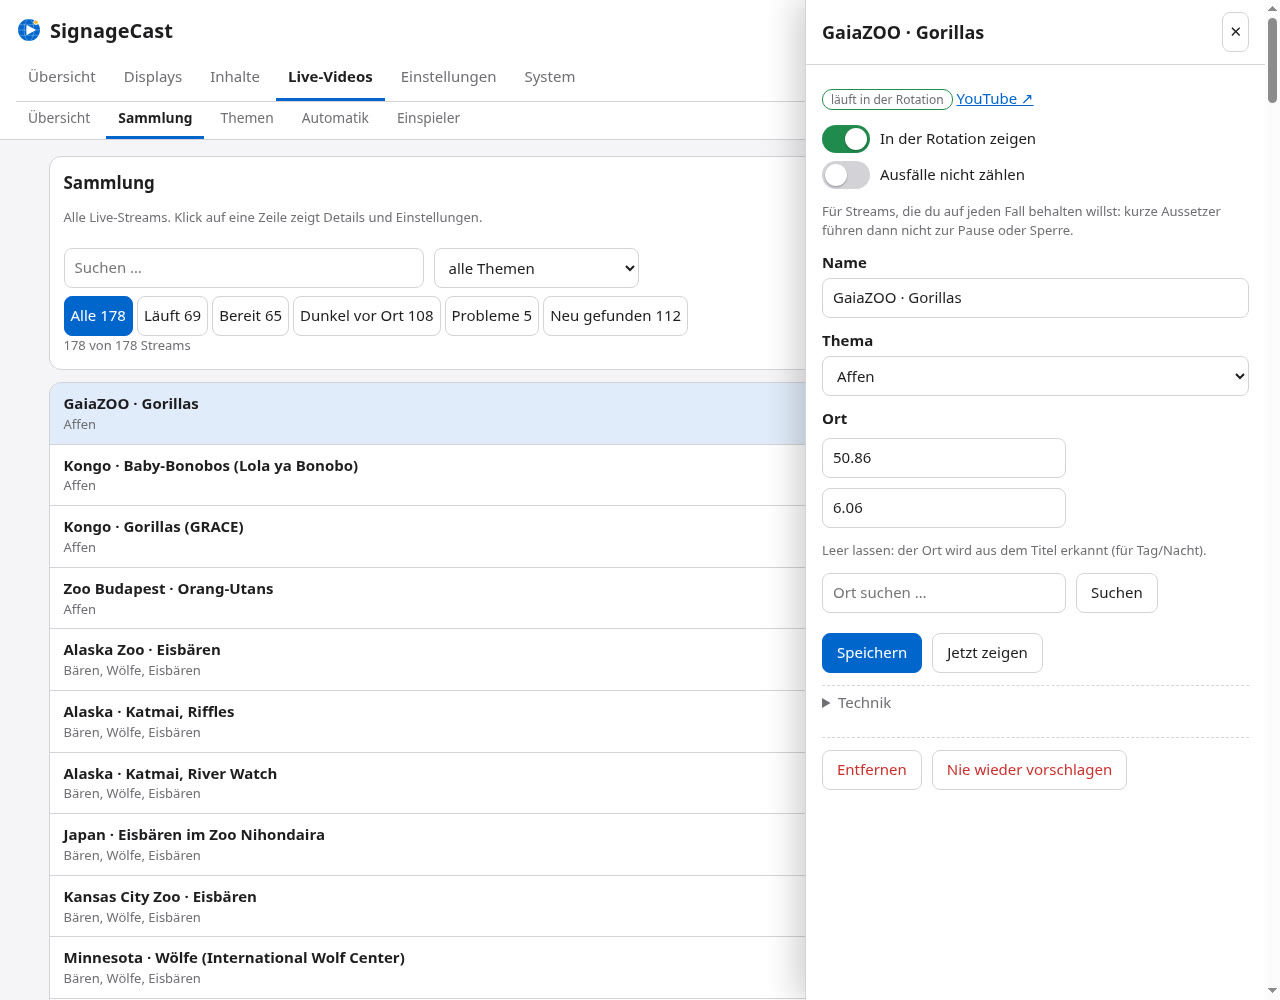 SignageCast
Übersicht Displays Inhalte Live-Videos Einstellungen System
Übersicht Sammlung Themen Automatik Einspieler
Sammlung
Alle Live-Streams. Klick auf eine Zeile zeigt Details und Einstellungen.
Suchen ... alle Themen
Alle 178 Läuft 69 Bereit 65 Dunkel vor Ort 108 Probleme 5 Neu gefunden 112
178 von 178 Streams
GaiaZOO · Gorillas
Affen
Kongo · Baby-Bonobos (Lola ya Bonobo)
Affen
Kongo · Gorillas (GRACE)
Affen
Zoo Budapest · Orang-Utans
Affen
Alaska Zoo · Eisbären
Bären, Wölfe, Eisbären
Alaska · Katmai, Riffles
Bären, Wölfe, Eisbären
Alaska · Katmai, River Watch
Bären, Wölfe, Eisbären
Japan · Eisbären im Zoo Nihondaira
Bären, Wölfe, Eisbären
Kansas City Zoo · Eisbären
Bären, Wölfe, Eisbären
Minnesota · Wölfe (International Wolf Center)
Bären, Wölfe, Eisbären
GaiaZOO · Gorillas ✕
läuft in der Rotation YouTube ↗
In der Rotation zeigen
Ausfälle nicht zählen
Für Streams, die du auf jeden Fall behalten willst: kurze Aussetzer
führen dann nicht zur Pause oder Sperre.
Name
GaiaZOO · Gorillas
Thema
Affen
Ort
50.86
6.06
Leer lassen: der Ort wird aus dem Titel erkannt (für Tag/Nacht).
Ort suchen ... Suchen
Speichern Jetzt zeigen
▶ Technik
Entfernen Nie wieder vorschlagen